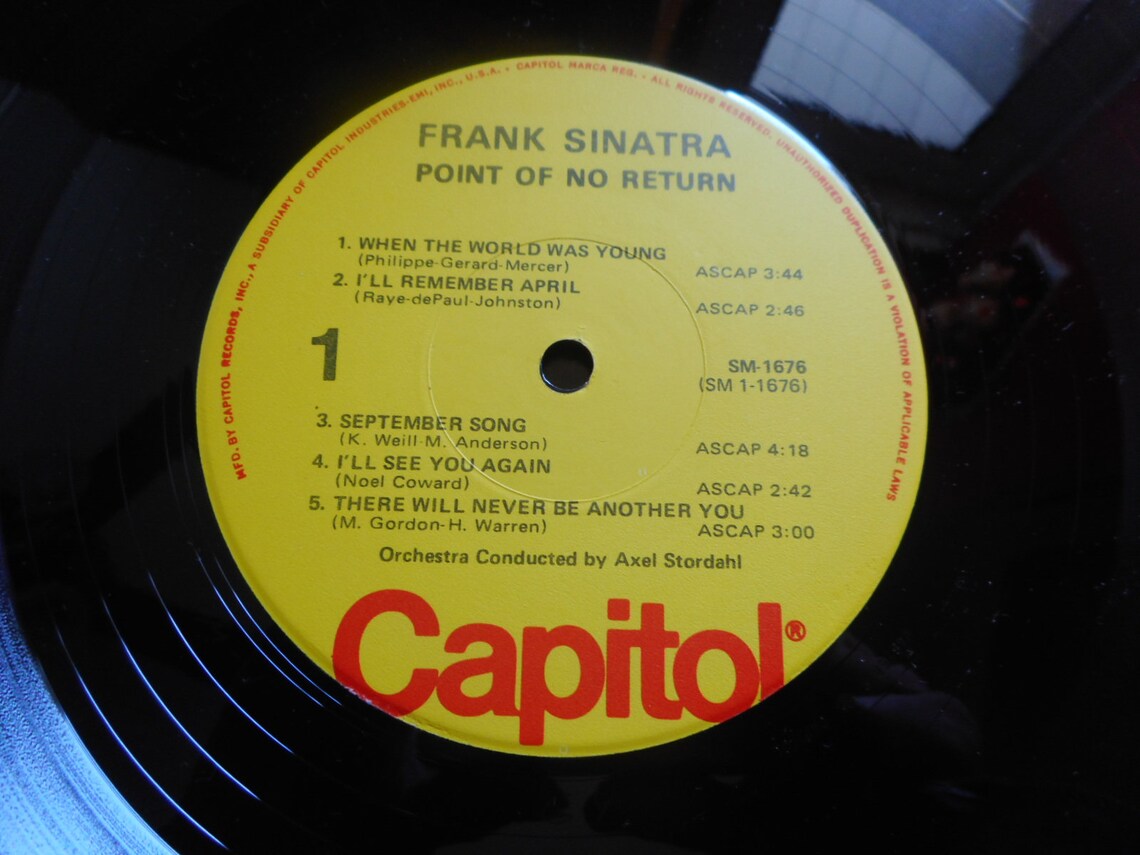 MFD. BY CAPITOL RECORDS, INC., A SUBSIDIARY OF CAPITOL INDUSTRIES-EMI, INC., U.S.A. • CAPITOL MARCA REG. • ALL RIGHTS RESERVED. UNAUTHORIZED DUPLICATION IS A VIOLATION OF APPLICABLE LAWS
FRANK SINATRA
POINT OF NO RETURN
1. WHEN THE WORLD WAS YOUNG
(Philippe-Gerard-Mercer) ASCAP 3:44
2. I'LL REMEMBER APRIL
(Raye-dePaul-Johnston) ASCAP 2:46
1
SM-1676
(SM 1-1676)
3. SEPTEMBER SONG
(K. Weill-M. Anderson) ASCAP 4:18
4. I'LL SEE YOU AGAIN
(Noel Coward) ASCAP 2:42
5. THERE WILL NEVER BE ANOTHER YOU
(M. Gordon-H. Warren) ASCAP 3:00
Orchestra Conducted by Axel Stordahl
Capitol®